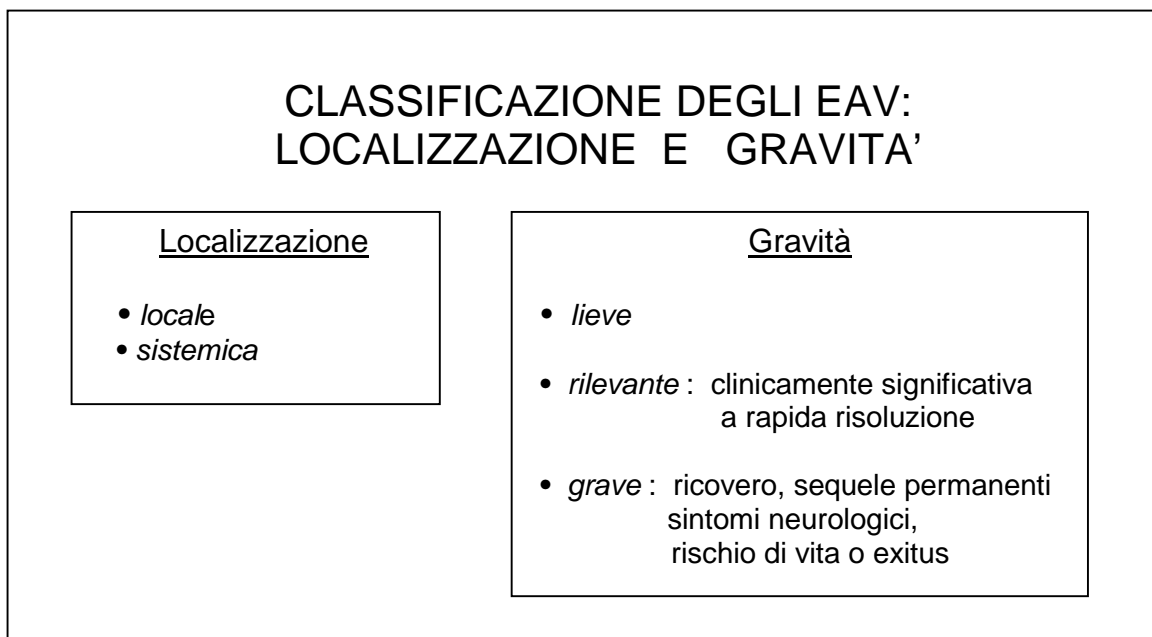 CLASSIFICAZIONE DEGLI EAV:
LOCALIZZAZIONE E GRAVITA’
Localizzazione
• locale
• sistemica
Gravità
• lieve
• rilevante : clinicamente significativa
a rapida risoluzione
• grave : ricovero, sequele permanenti
sintomi neurologici,
rischio di vita o exitus